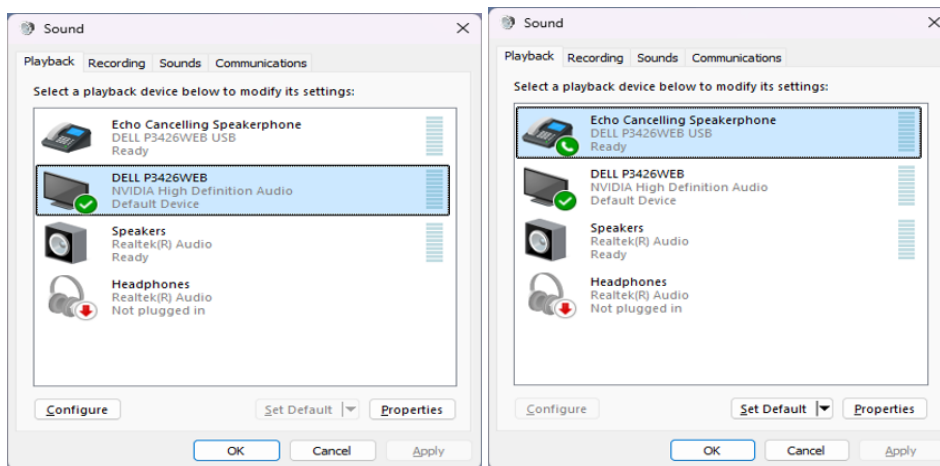 Sound
Playback Recording Sounds Communications
Select a playback device below to modify its settings:
Echo Cancelling Speakerphone
DELL P3426WEB USB
Ready
DELL P3426WEB
NVIDIA High Definition Audio
Default Device
Speakers
Realtek(R) Audio
Ready
Headphones
Realtek(R) Audio
Not plugged in
Configure Set Default Properties
OK Cancel Apply
Sound
Playback Recording Sounds Communications
Select a playback device below to modify its settings:
Echo Cancelling Speakerphone
DELL P3426WEB USB
Ready
DELL P3426WEB
NVIDIA High Definition Audio
Default Device
Speakers
Realtek(R) Audio
Ready
Headphones
Realtek(R) Audio
Not plugged in
Configure Set Default Properties
OK Cancel Apply